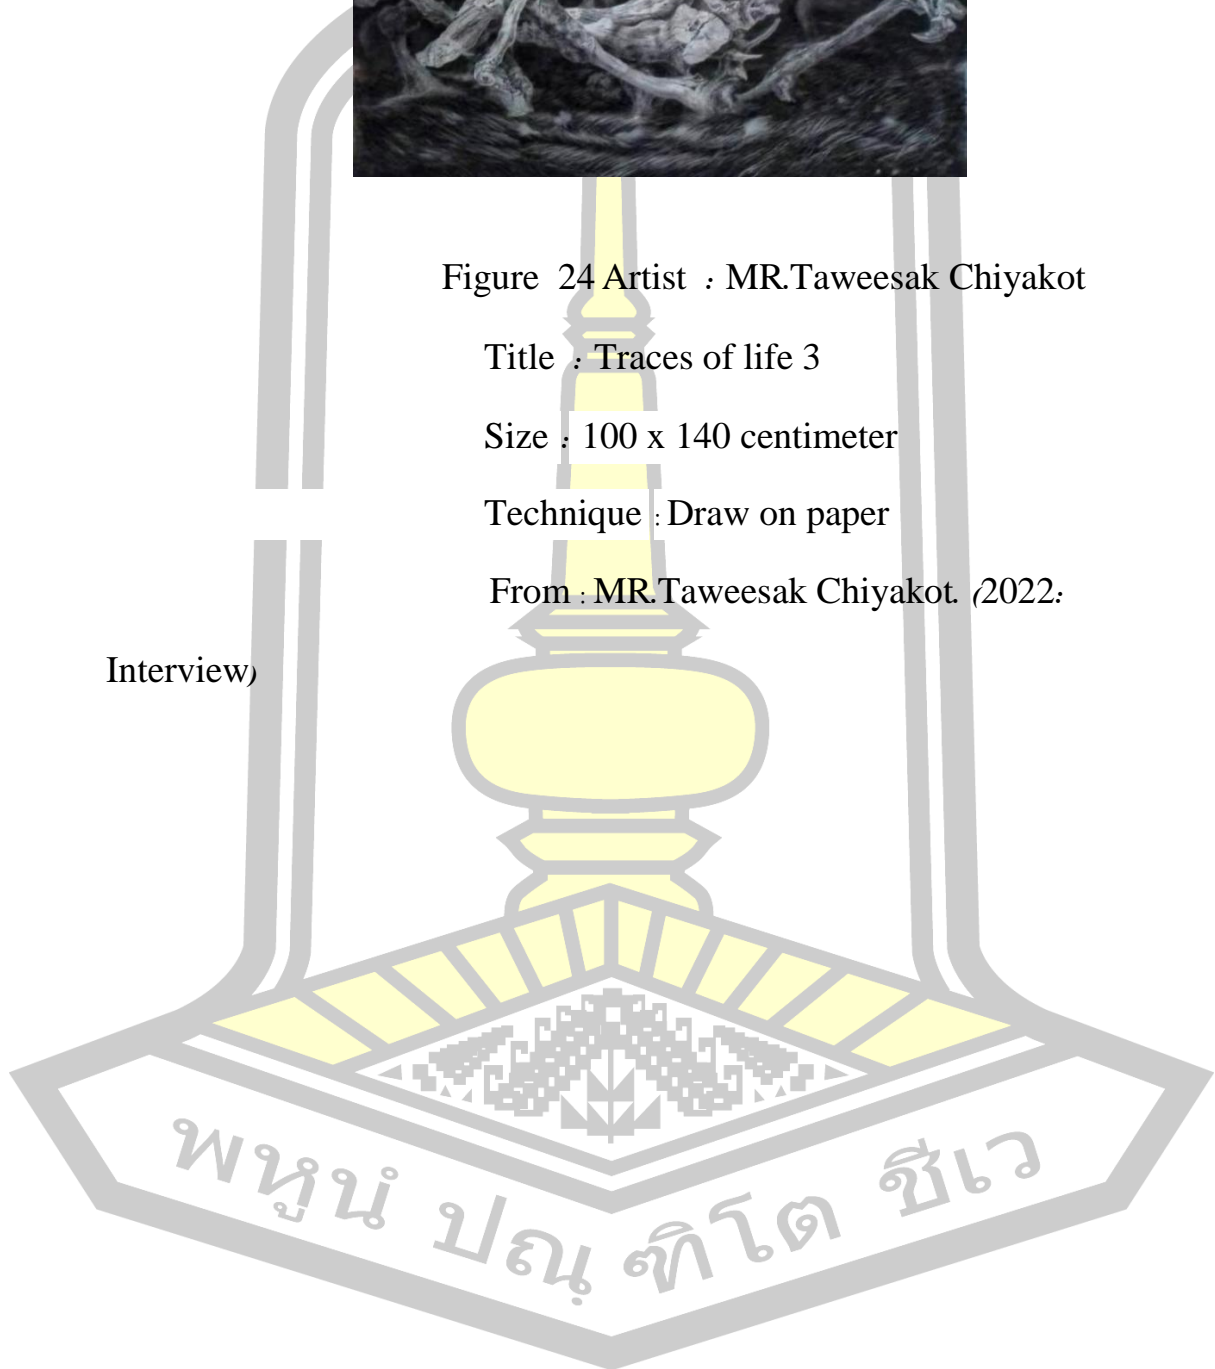 Figure 24 Artist : MR.Taweesak Chiyakot
Title : Traces of life 3
Size : 100 x 140 centimeter
Technique : Draw on paper
From : MR.Taweesak Chiyakot. (2022:
Interview)
พหูนํ ปณฺฑิโต ชีเว